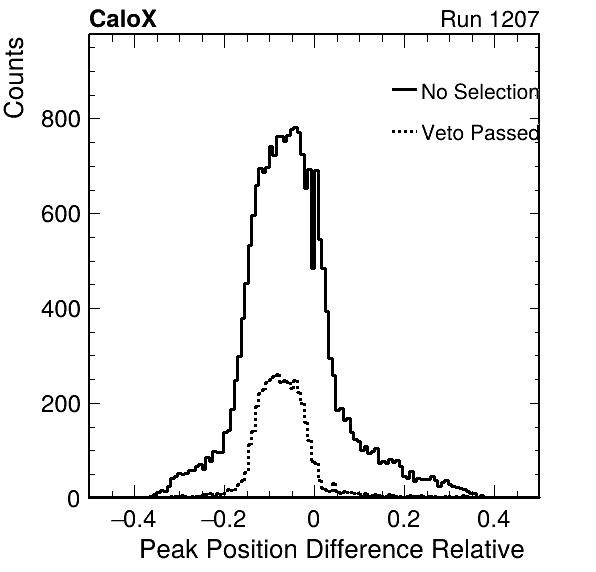 CaloX Run 1207
Counts
No Selection
Veto Passed
800
600
400
200
0
−0.4 −0.2 0 0.2 0.4
Peak Position Difference Relative